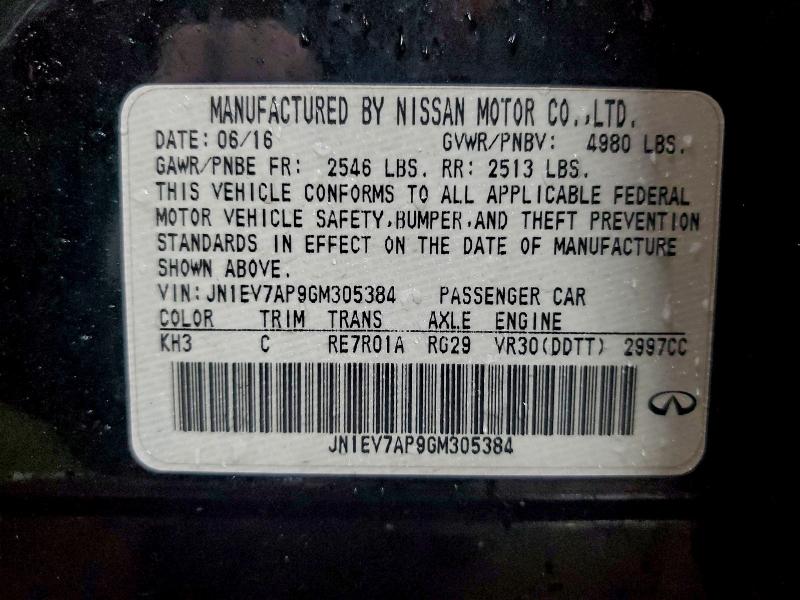 MANUFACTURED BY NISSAN MOTOR CO.,LTD.
DATE: 06/16 GVWR/PNBV: 4980 LBS.
GAWR/PNBE FR: 2546 LBS. RR: 2513 LBS.
THIS VEHICLE CONFORMS TO ALL APPLICABLE FEDERAL
MOTOR VEHICLE SAFETY,BUMPER,AND THEFT PREVENTION
STANDARDS IN EFFECT ON THE DATE OF MANUFACTURE
SHOWN ABOVE.
VIN: JN1EV7AP9GM305384 PASSENGER CAR
COLOR TRIM TRANS AXLE ENGINE
KH3 C RE7R01A RG29 VR30(DDTT) 2997CC
JN1EV7AP9GM305384